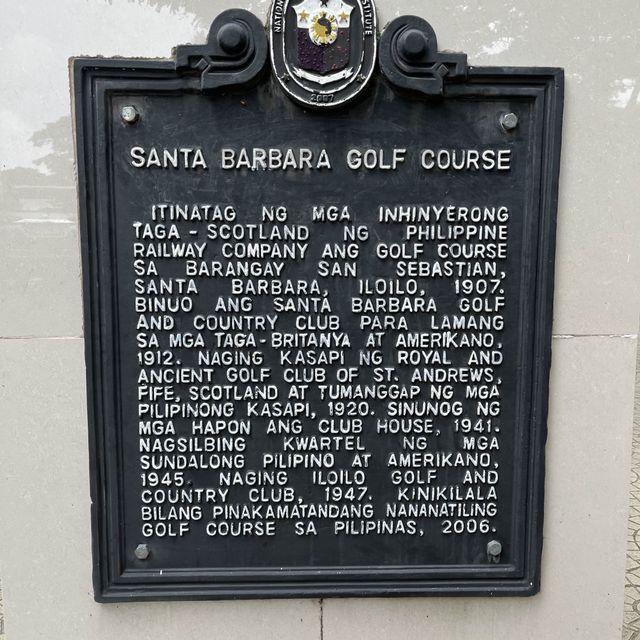 2007
SANTA BARBARA GOLF COURSE
ITINATAG NG MGA INHINYERONG
TAGA-SCOTLAND NG PHILIPPINE
RAILWAY COMPANY ANG GOLF COURSE
SA BARANGAY SAN SEBASTIAN,
SANTA BARBARA, ILOILO, 1907.
BINUO ANG SANTA BARBARA GOLF
AND COUNTRY CLUB PARA LAMANG
SA MGA TAGA-BRITANYA AT AMERIKANO,
1912. NAGING KASAPI NG ROYAL AND
ANCIENT GOLF CLUB OF ST. ANDREWS,
FIFE, SCOTLAND AT TUMANGGAP NG MGA
PILIPINONG KASAPI, 1920. SINUNOG NG
MGA HAPON ANG CLUB HOUSE, 1941.
NAGSILBING KWARTEL NG MGA
SUNDALONG PILIPINO AT AMERIKANO,
1945. NAGING ILOILO GOLF AND
COUNTRY CLUB, 1947. KINIKILALA
BILANG PINAKAMATANDANG NANANATILING
GOLF COURSE SA PILIPINAS, 2006.